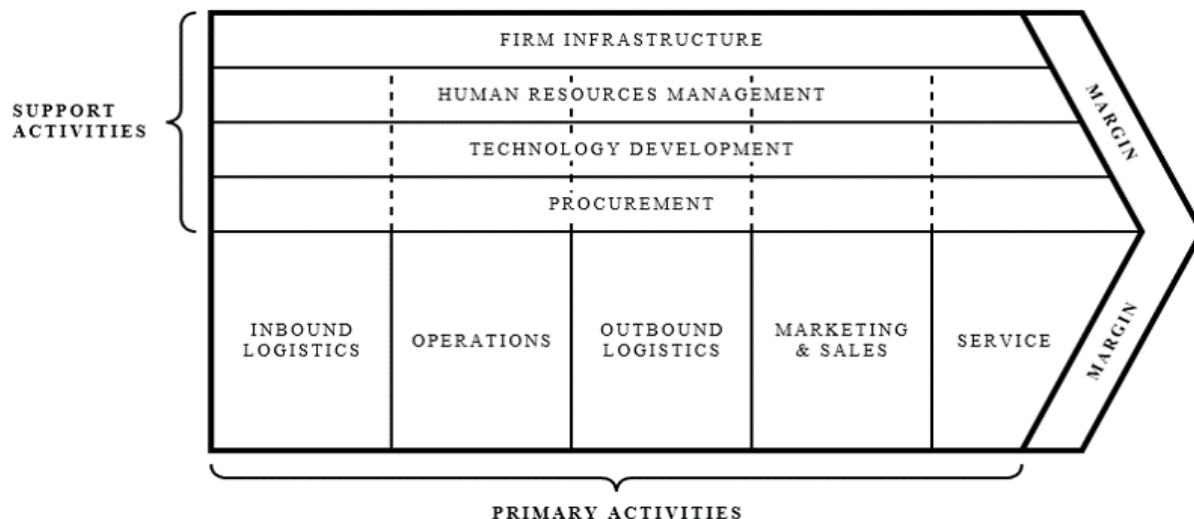 FIRM INFRASTRUCTURE
HUMAN RESOURCES MANAGEMENT
TECHNOLOGY DEVELOPMENT
PROCUREMENT
SUPPORT
ACTIVITIES
MARGIN
INBOUND
LOGISTICS
OPERATIONS
OUTBOUND
LOGISTICS
MARKETING
& SALES
SERVICE
MARGIN
PRIMARY ACTIVITIES